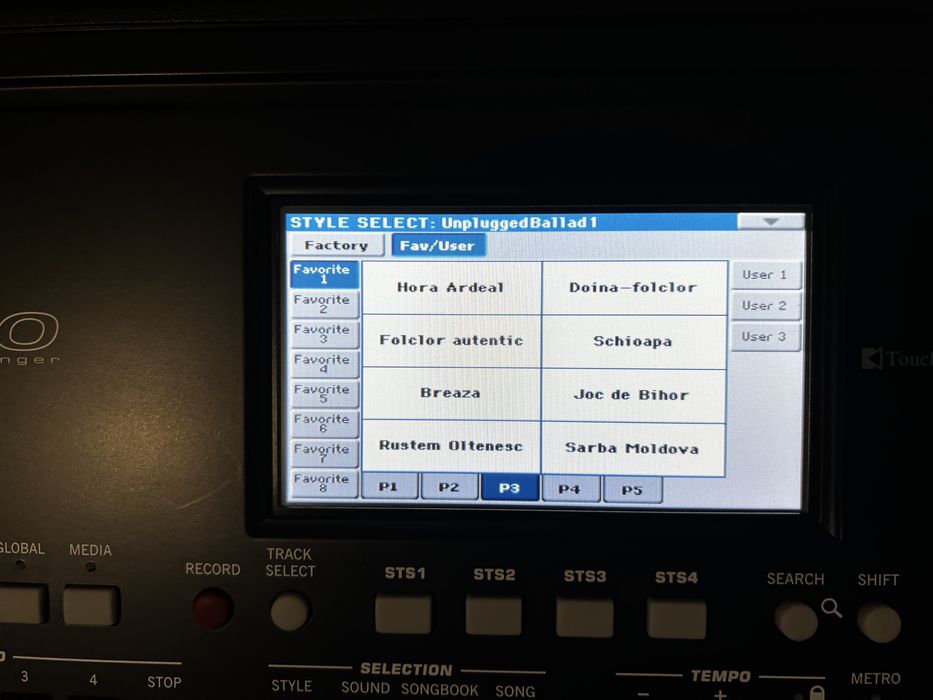 STYLE SELECT: UnpluggedBallad1
Factory
Fav/User
Favorite 1
Hora Ardeal
Doina-folclor
User 1
Favorite 2
User 2
Favorite 3
Folclor autentic
Schioapa
User 3
Favorite 4
Favorite 5
Breaza
Joc de Bihor
Favorite 6
Favorite 7
Rustem Oltenesc
Sarba Moldova
Favorite 8
P1
P2
P3
P4
P5
nger
Touch
GLOBAL
MEDIA
RECORD
TRACK
SELECT
STS1
STS2
STS3
STS4
SEARCH
SHIFT
3
4
STOP
SELECTION
STYLE
SOUND
SONGBOOK
SONG
TEMPO
−
+
METRO